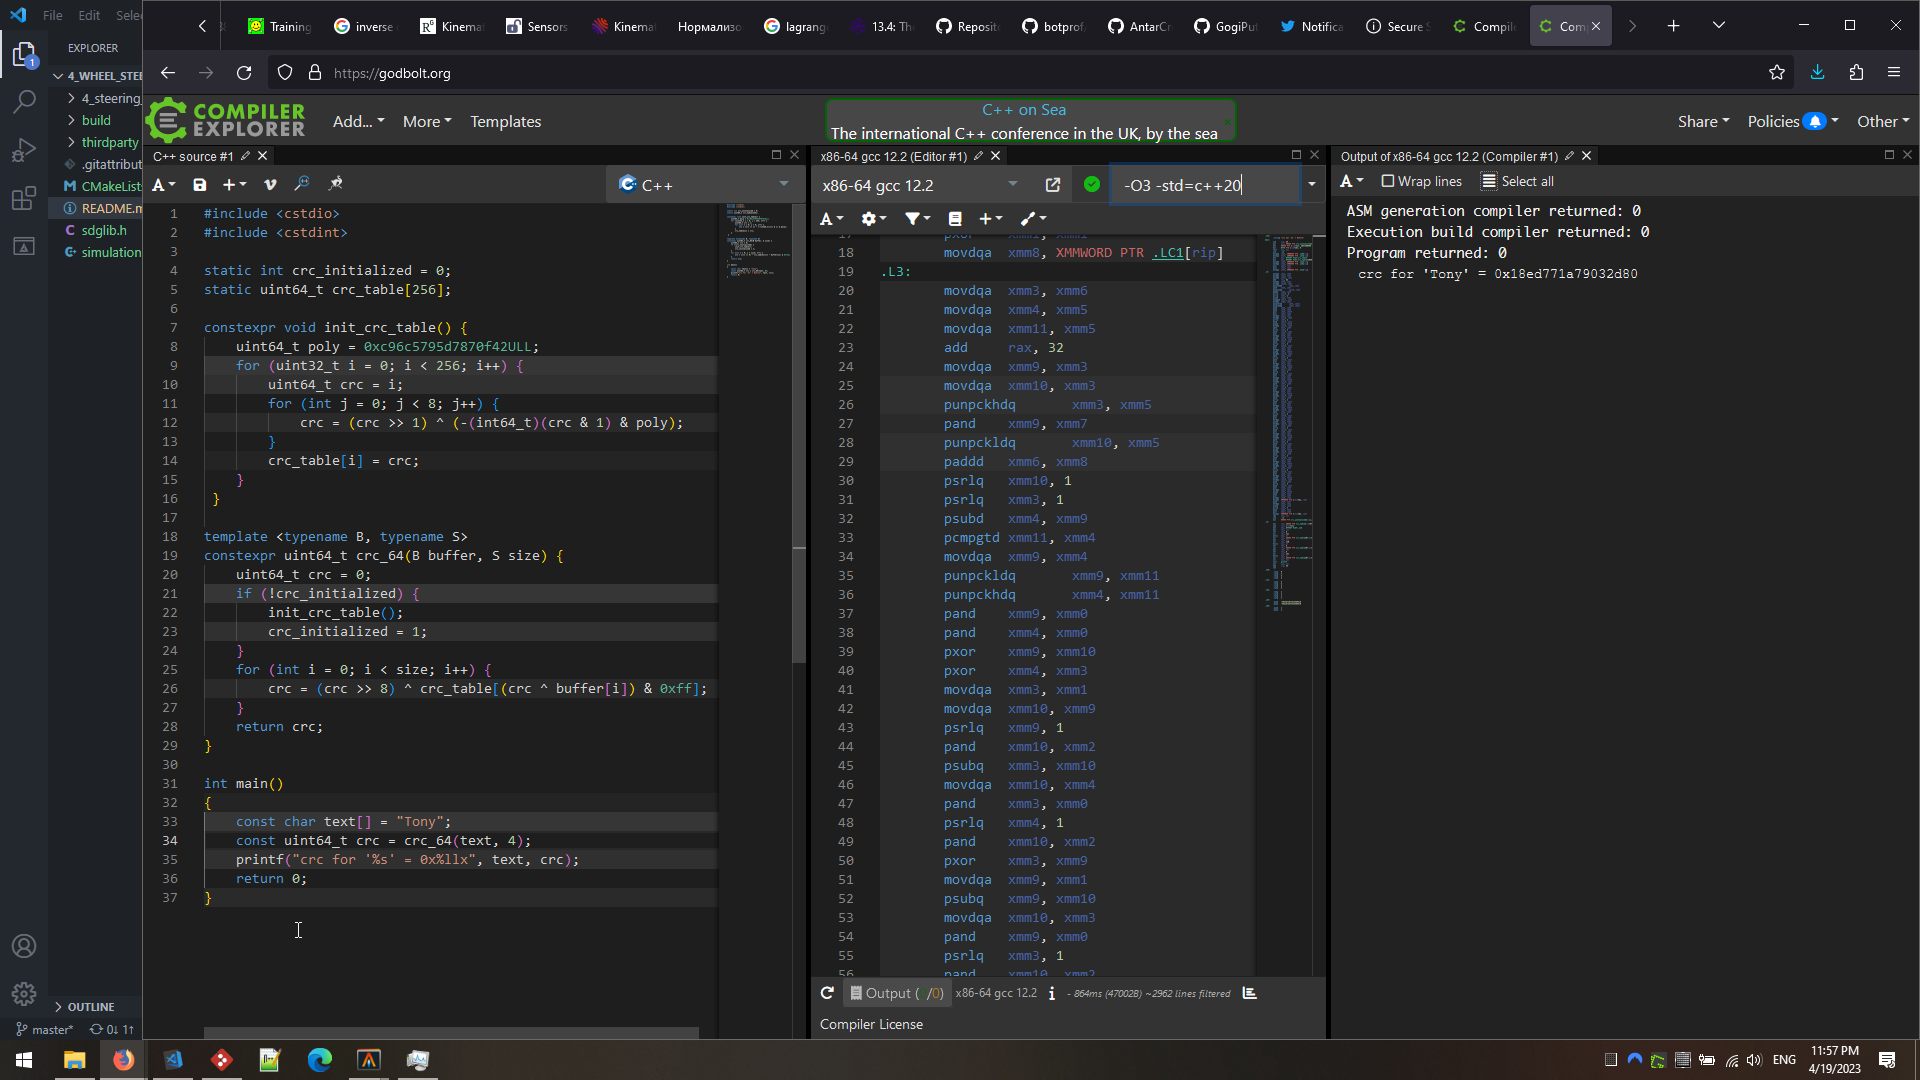 File Edit Selec
EXPLORER
4_WHEEL_STEE
4_steering_
build
thirdparty
.gitattribut
CMakeLists
README.m
sdglib.h
simulation
OUTLINE
master* 0↓ 1↑
Training
inverse
Kinemat
Sensors
Kinemat
Нормализо
lagrang
13.4: The
Reposit
botprof
AntarCr
GogiPut
Notifica
Secure S
Compile
Com
https://godbolt.org
COMPILER EXPLORER
Add... More Templates
C++ on Sea
The international C++ conference in the UK, by the sea
Share Policies Other
C++ source #1
A C++
1 #include <cstdio>
2 #include <cstdint>
3
4 static int crc_initialized = 0;
5 static uint64_t crc_table[256];
6
7 constexpr void init_crc_table() {
8 uint64_t poly = 0xc96c5795d7870f42ULL;
9 for (uint32_t i = 0; i < 256; i++) {
10 uint64_t crc = i;
11 for (int j = 0; j < 8; j++) {
12 crc = (crc >> 1) ^ (-(int64_t)(crc & 1) & poly);
13 }
14 crc_table[i] = crc;
15 }
16 }
17
18 template <typename B, typename S>
19 constexpr uint64_t crc_64(B buffer, S size) {
20 uint64_t crc = 0;
21 if (!crc_initialized) {
22 init_crc_table();
23 crc_initialized = 1;
24 }
25 for (int i = 0; i < size; i++) {
26 crc = (crc >> 8) ^ crc_table[(crc ^ buffer[i]) & 0xff];
27 }
28 return crc;
29 }
30
31 int main()
32 {
33 const char text[] = "Tony";
34 const uint64_t crc = crc_64(text, 4);
35 printf("crc for '%s' = 0x%llx", text, crc);
36 return 0;
37 }
x86-64 gcc 12.2 (Editor #1)
x86-64 gcc 12.2 -O3 -std=c++20
A
18 movdqa xmm8, XMMWORD PTR .LC1[rip]
19 .L3:
20 movdqa xmm3, xmm6
21 movdqa xmm4, xmm5
22 movdqa xmm11, xmm5
23 add rax, 32
24 movdqa xmm9, xmm3
25 movdqa xmm10, xmm3
26 punpckhdq xmm3, xmm5
27 pand xmm9, xmm7
28 punpckldq xmm10, xmm5
29 paddd xmm6, xmm8
30 psrlq xmm10, 1
31 psrlq xmm3, 1
32 psubd xmm4, xmm9
33 pcmpgtd xmm11, xmm4
34 movdqa xmm9, xmm4
35 punpckldq xmm9, xmm11
36 punpckhdq xmm4, xmm11
37 pand xmm9, xmm0
38 pand xmm4, xmm0
39 pxor xmm9, xmm10
40 pxor xmm4, xmm3
41 movdqa xmm3, xmm1
42 movdqa xmm10, xmm9
43 psrlq xmm9, 1
44 pand xmm10, xmm2
45 psubq xmm3, xmm10
46 movdqa xmm10, xmm4
47 pand xmm3, xmm0
48 psrlq xmm4, 1
49 pand xmm10, xmm2
50 pxor xmm3, xmm9
51 movdqa xmm9, xmm1
52 psubq xmm9, xmm10
53 movdqa xmm10, xmm3
54 pand xmm9, xmm0
55 psrlq xmm3, 1
56 pand xmm10, xmm2
Output ( /0) x86-64 gcc 12.2 i - 864ms (47002B) ~2962 lines filtered
Compiler License
Output of x86-64 gcc 12.2 (Compiler #1)
A Wrap lines Select all
ASM generation compiler returned: 0
Execution build compiler returned: 0
Program returned: 0
crc for 'Tony' = 0x18ed771a79032d80
ENG
11:57 PM
4/19/2023